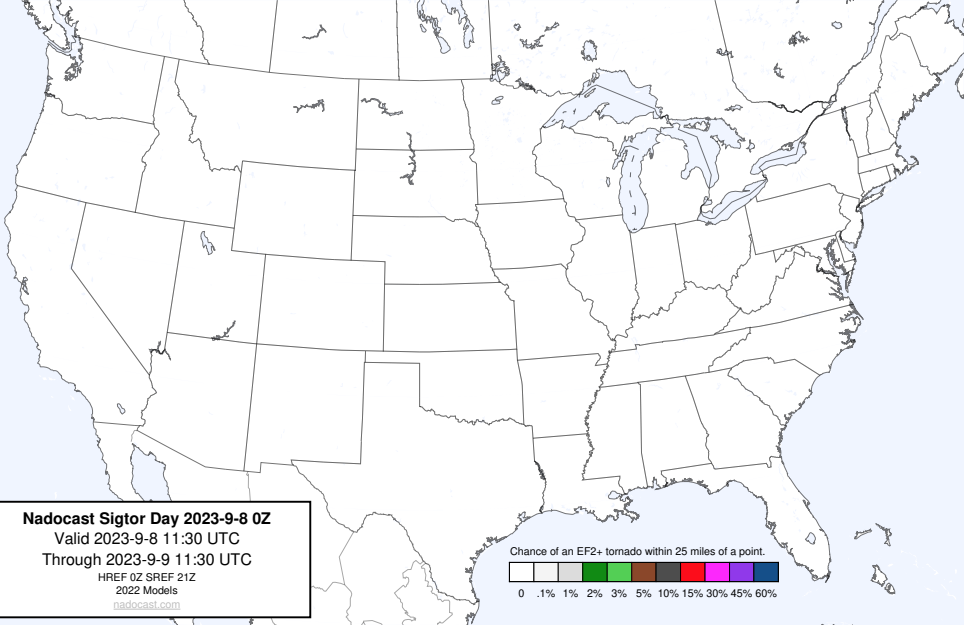 Nadocast Sigtor Day 2023-9-8 0Z
Valid 2023-9-8 11:30 UTC
Through 2023-9-9 11:30 UTC
HREF 0Z SREF 21Z
2022 Models
nadocast.com
Chance of an EF2+ tornado within 25 miles of a point.
0 .1% 1% 2% 3% 5% 10% 15% 30% 45% 60%